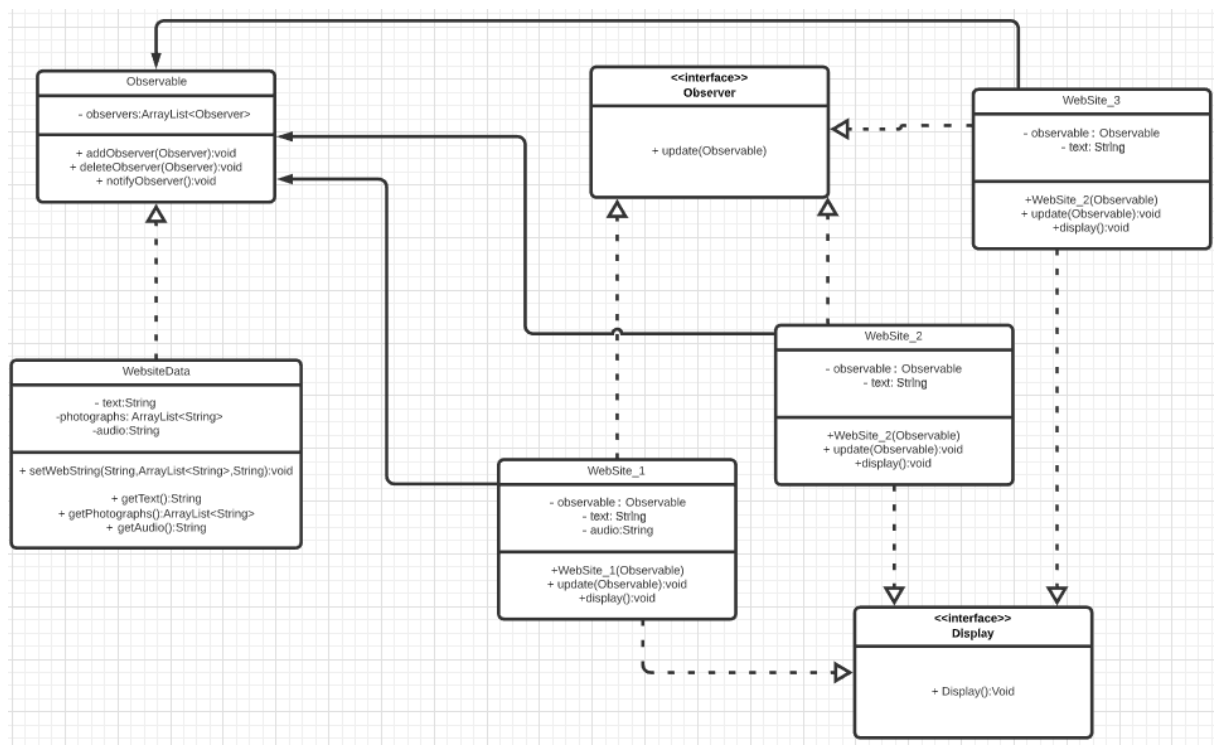 Observable
- observers:ArrayList<Observer>
+ addObserver(Observer):void
+ deleteObserver(Observer):void
+ notifyObserver():void
<<interface>>
Observer
+ update(Observable)
WebSite_3
- observable : Observable
- text: String
+WebSite_2(Observable)
+ update(Observable):void
+display():void
WebsiteData
- text:String
-photographs: ArrayList<String>
-audio:String
+ setWebString(String,ArrayList<String>,String):void
+ getText():String
+ getPhotographs():ArrayList<String>
+ getAudio():String
WebSite_2
- observable : Observable
- text: String
+WebSite_2(Observable)
+ update(Observable):void
+display():void
WebSite_1
- observable : Observable
- text: String
- audio:String
+WebSite_1(Observable)
+ update(Observable):void
+display():void
<<interface>>
Display
+ Display():Void